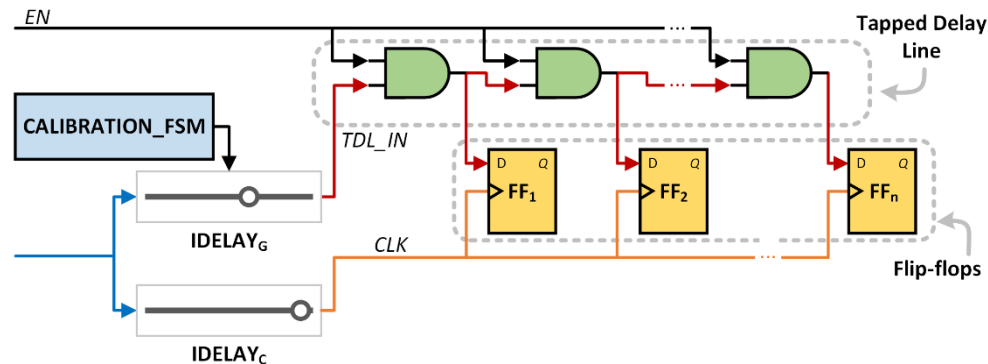 EN
Tapped Delay
Line
CALIBRATION_FSM
TDL_IN
...
...
D Q
FF1
D Q
FF2
D Q
FFn
IDELAYG
CLK
...
Flip-flops
IDELAYC